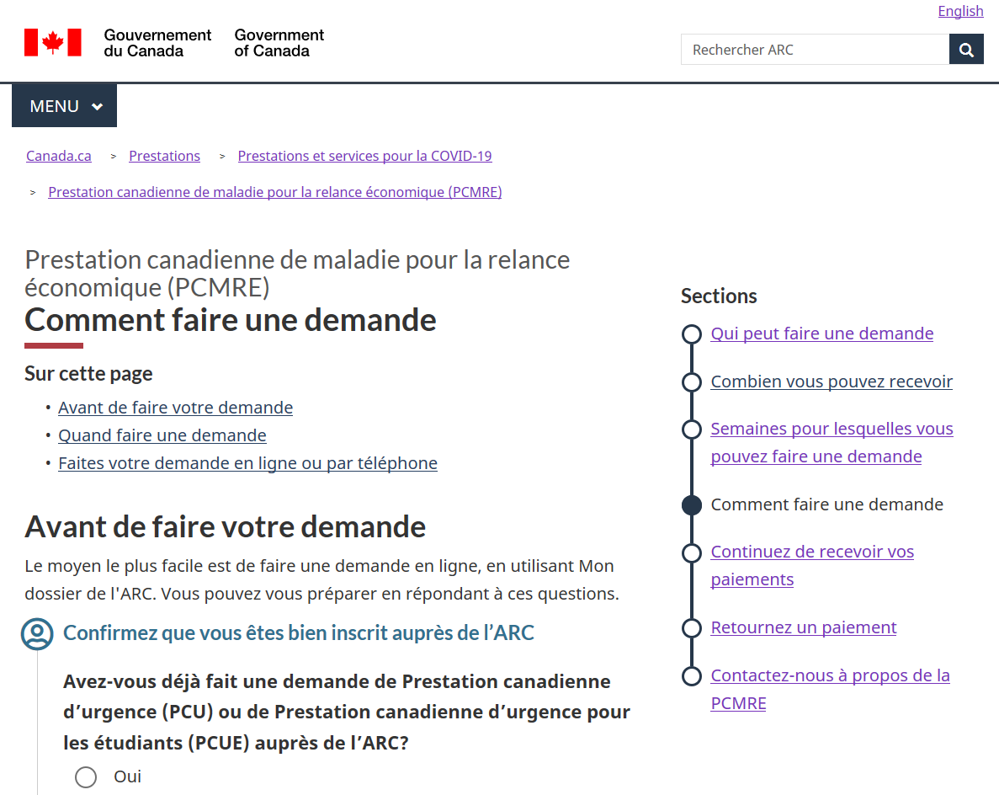 English
Gouvernement
du Canada
Government
of Canada
Rechercher ARC
MENU
Canada.ca > Prestations > Prestations et services pour la COVID-19
> Prestation canadienne de maladie pour la relance économique (PCMRE)
Prestation canadienne de maladie pour la relance
économique (PCMRE)
Comment faire une demande
Sur cette page
• Avant de faire votre demande
• Quand faire une demande
• Faites votre demande en ligne ou par téléphone
Avant de faire votre demande
Le moyen le plus facile est de faire une demande en ligne, en utilisant Mon
dossier de l'ARC. Vous pouvez vous préparer en répondant à ces questions.
Confirmez que vous êtes bien inscrit auprès de l’ARC
Avez-vous déjà fait une demande de Prestation canadienne
d’urgence (PCU) ou de Prestation canadienne d’urgence pour
les étudiants (PCUE) auprès de l’ARC?
Oui
Sections
Qui peut faire une demande
Combien vous pouvez recevoir
Semaines pour lesquelles vous
pouvez faire une demande
Comment faire une demande
Continuez de recevoir vos
paiements
Retournez un paiement
Contactez-nous à propos de la
PCMRE